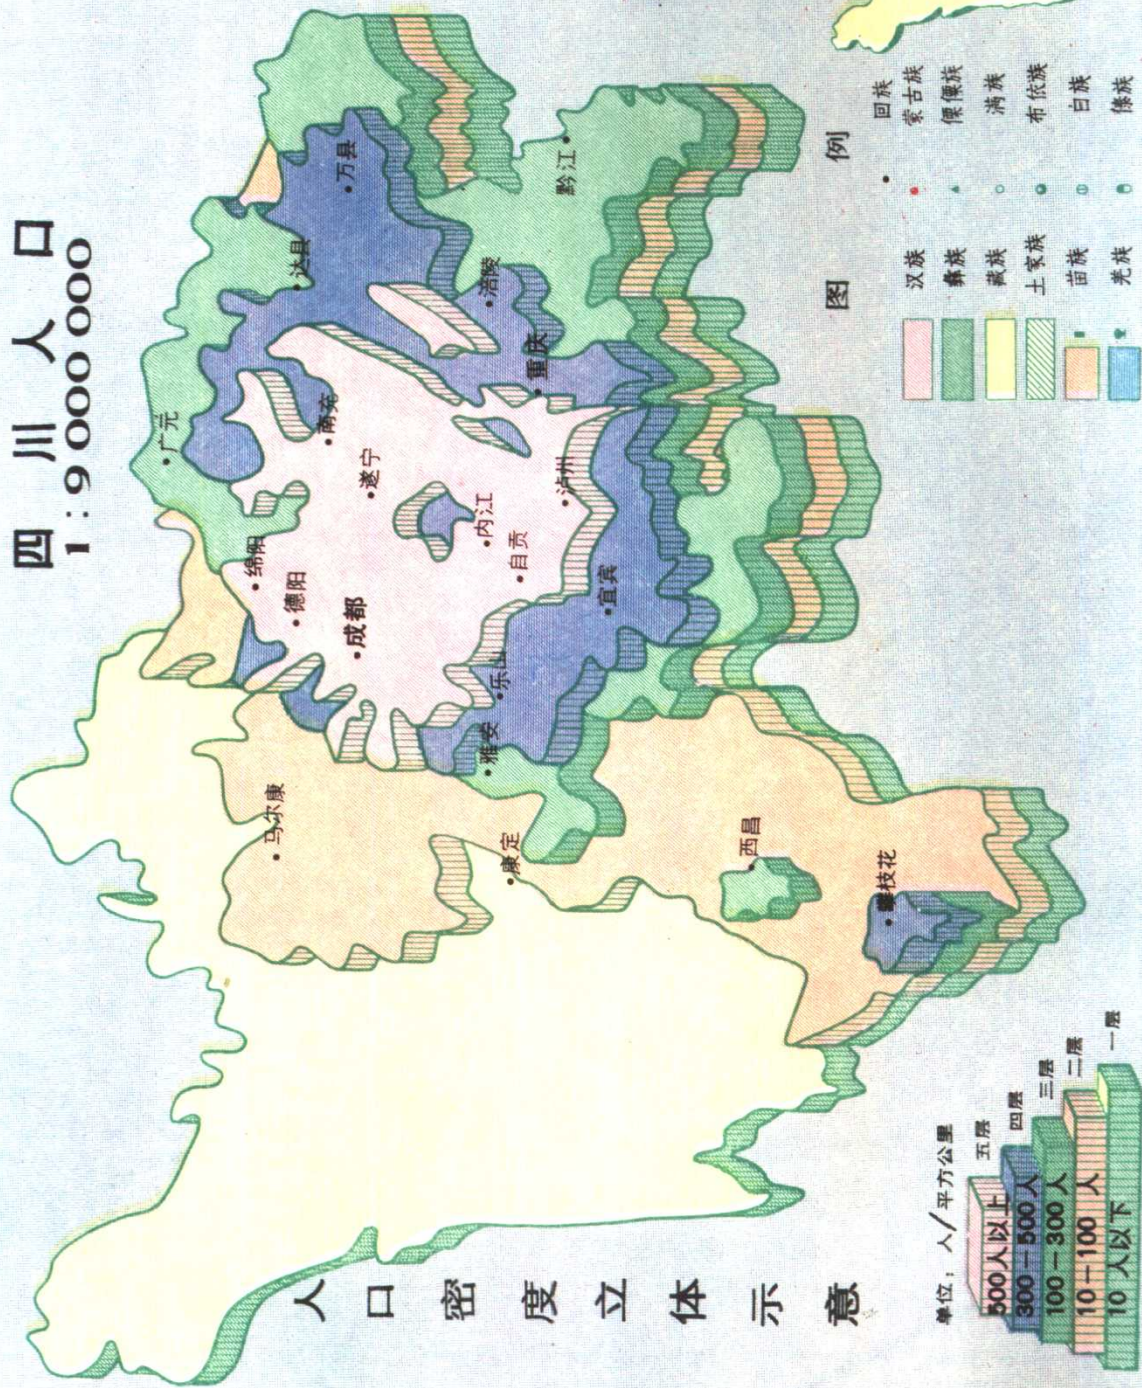 四川人口
1:9 000 000
广元
绵阳
德阳
成都
南充
遂宁
内江
自贡
泸州
宜宾
乐山
雅安
达县
万县
涪陵
重庆
黔江
马尔康
康定
西昌
攀枝花
人口密度立体示意
单位:人/平方公里
500人以上 五层
300-500人 四层
100-300人 三层
10-100人 二层
10人以下 一层
图例
汉族
彝族
藏族
土家族
苗族
羌族
回族
蒙古族
傈僳族
满族
布依族
白族
傣族